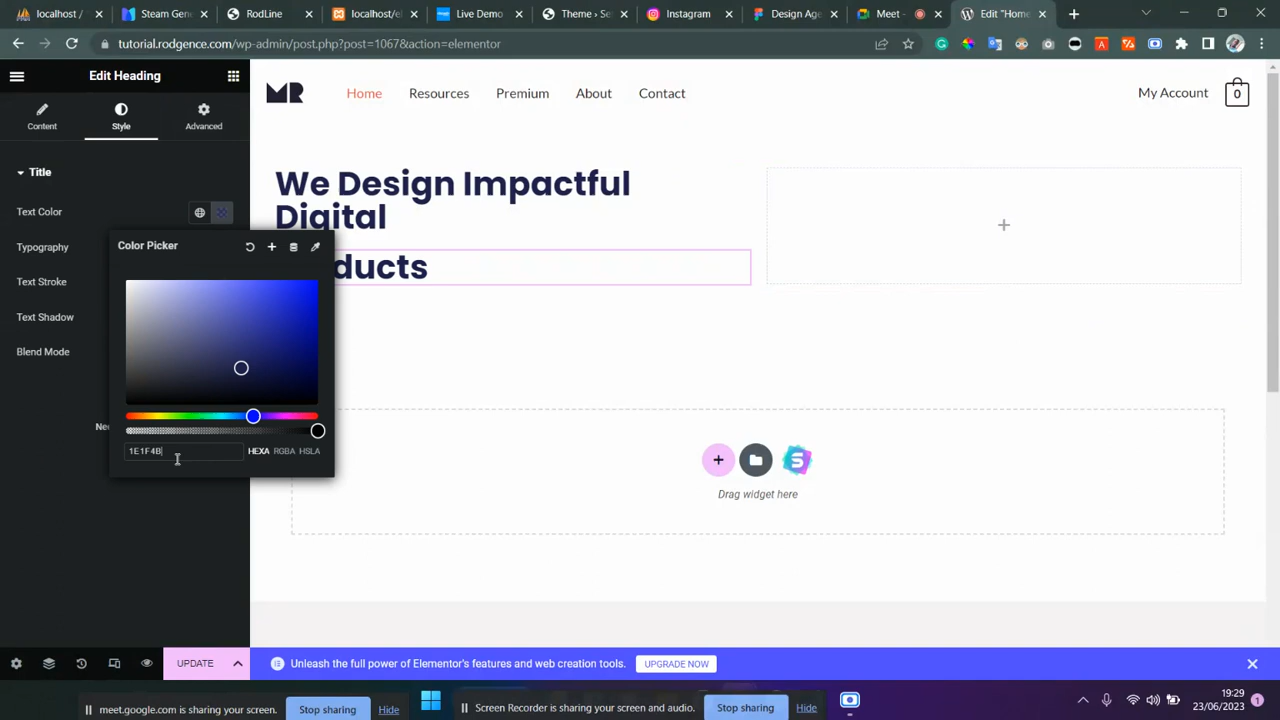 localhost /
Steam Gene
localhost/e
Live Demo
Theme › Se
Instagram
Design Age
Meet -
Edit "Home
tutorial.rodgence.com/wp-admin/post.php?post=1067&action=elementor
Edit Heading
Content
Style
Advanced
MR
Home
Resources
Premium
About
Contact
My Account
0
Title
Text Color
Typography
Text Stroke
Text Shadow
Blend Mode
Color Picker
1E1F4B
HEXA
RGBA
HSLA
We Design Impactful
Digital
ducts
Drag widget here
UPDATE
Unleash the full power of Elementor's features and web creation tools.
UPGRADE NOW
meet.google.com is sharing your screen.
Stop sharing
Hide
Screen Recorder is sharing your screen and audio.
Stop sharing
Hide
19:29
23/06/2023
1